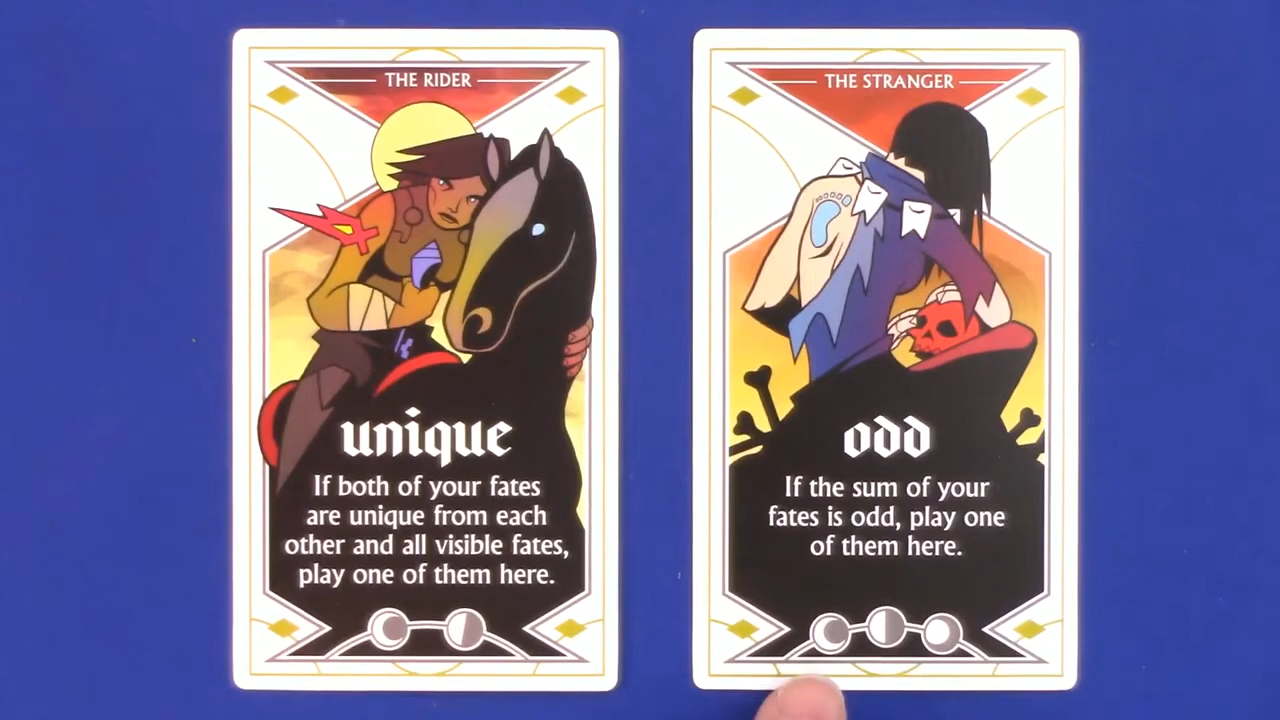 THE RIDER
unique
If both of your fates
are unique from each
other and all visible fates,
play one of them here.
THE STRANGER
odd
If the sum of your
fates is odd, play one
of them here.